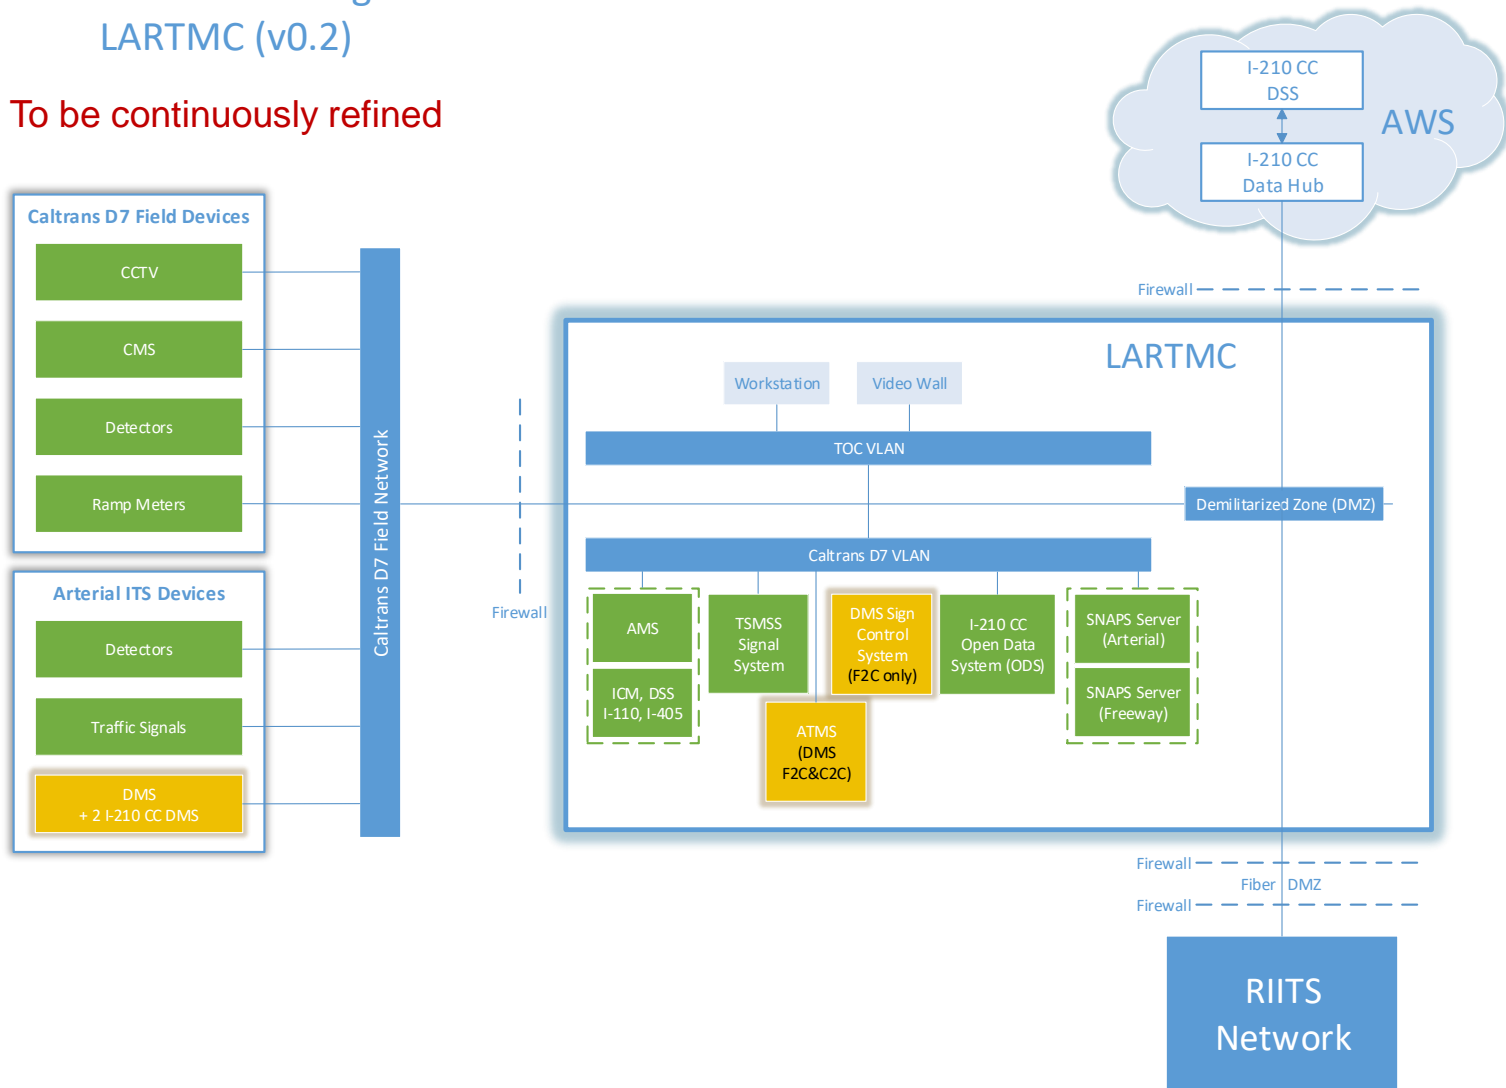 LARTMC (v0.2)
To be continuously refined
I-210 CC
DSS
AWS
I-210 CC
Data Hub
Caltrans D7 Field Devices
CCTV
CMS
Detectors
Ramp Meters
Arterial ITS Devices
Detectors
Traffic Signals
DMS
+ 2 I-210 CC DMS
Caltrans D7 Field Network
Firewall
Firewall
LARTMC
Workstation
Video Wall
TOC VLAN
Demilitarized Zone (DMZ)
Caltrans D7 VLAN
AMS
ICM, DSS
I-110, I-405
TSMSS
Signal
System
ATMS
(DMS
F2C&C2C)
DMS Sign
Control
System
(F2C only)
I-210 CC
Open Data
System (ODS)
SNAPS Server
(Arterial)
SNAPS Server
(Freeway)
Firewall
Fiber DMZ
Firewall
RIITS
Network